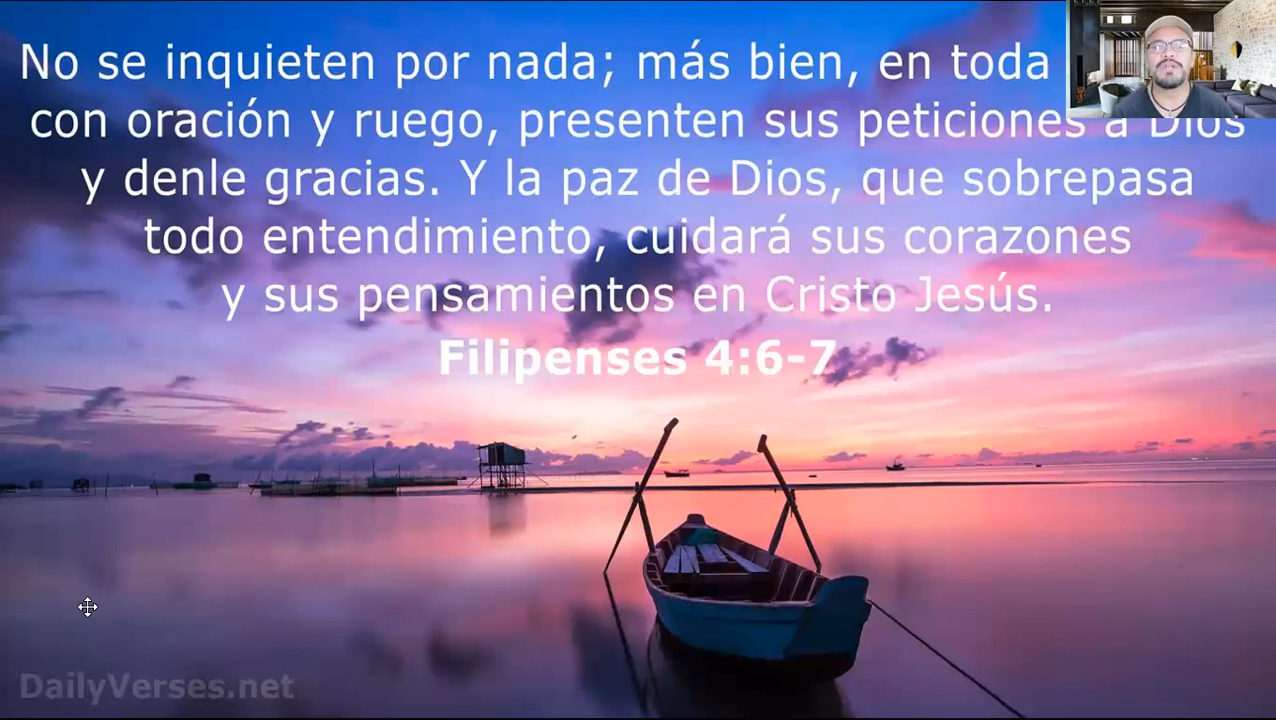 No se inquieten por nada; más bien, en toda
con oración y ruego, presenten sus peticiones a Dios
y denle gracias. Y la paz de Dios, que sobrepasa
todo entendimiento, cuidará sus corazones
y sus pensamientos en Cristo Jesús.
Filipenses 4:6-7
DailyVerses.net